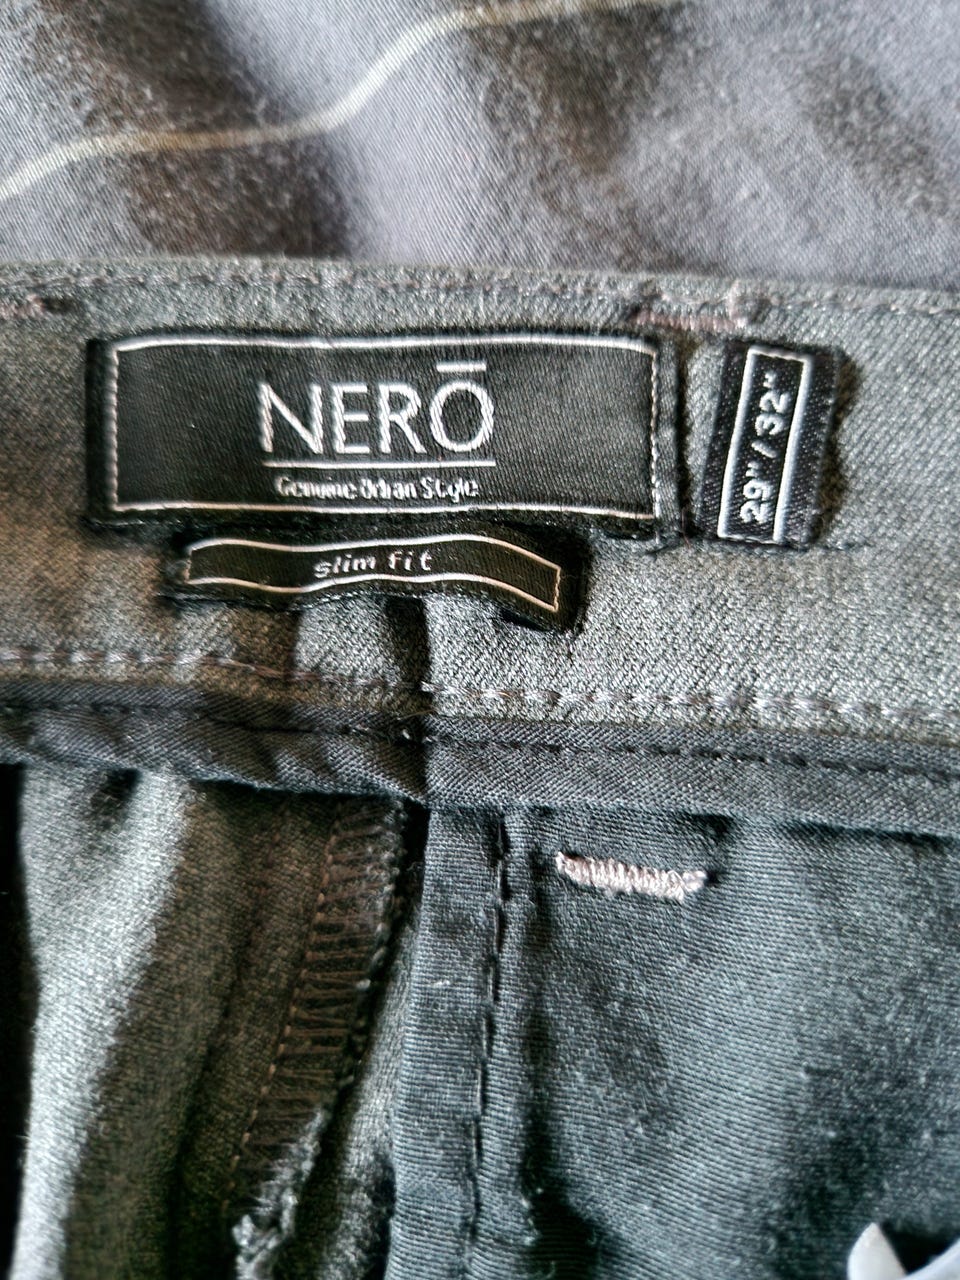 NERŌ
Genuine Urban Style
slim fit
29" / 32"